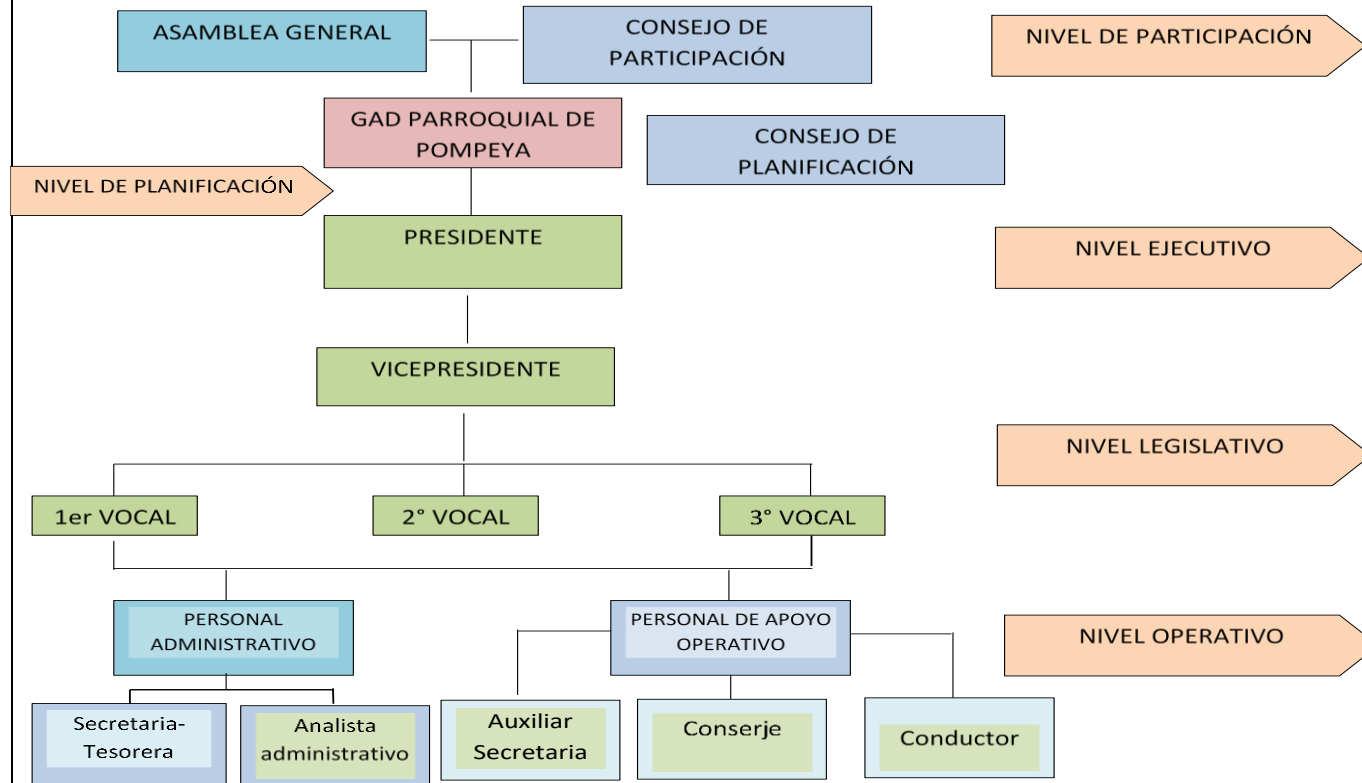 ASAMBLEA GENERAL
CONSEJO DE
PARTICIPACIÓN
NIVEL DE PARTICIPACIÓN
GAD PARROQUIAL DE
POMPEYA
CONSEJO DE
PLANIFICACIÓN
NIVEL DE PLANIFICACIÓN
PRESIDENTE
NIVEL EJECUTIVO
VICEPRESIDENTE
NIVEL LEGISLATIVO
1er VOCAL
2° VOCAL
3° VOCAL
PERSONAL
ADMINISTRATIVO
PERSONAL DE APOYO
OPERATIVO
NIVEL OPERATIVO
Secretaria-
Tesorera
Analista
administrativo
Auxiliar
Secretaria
Conserje
Conductor